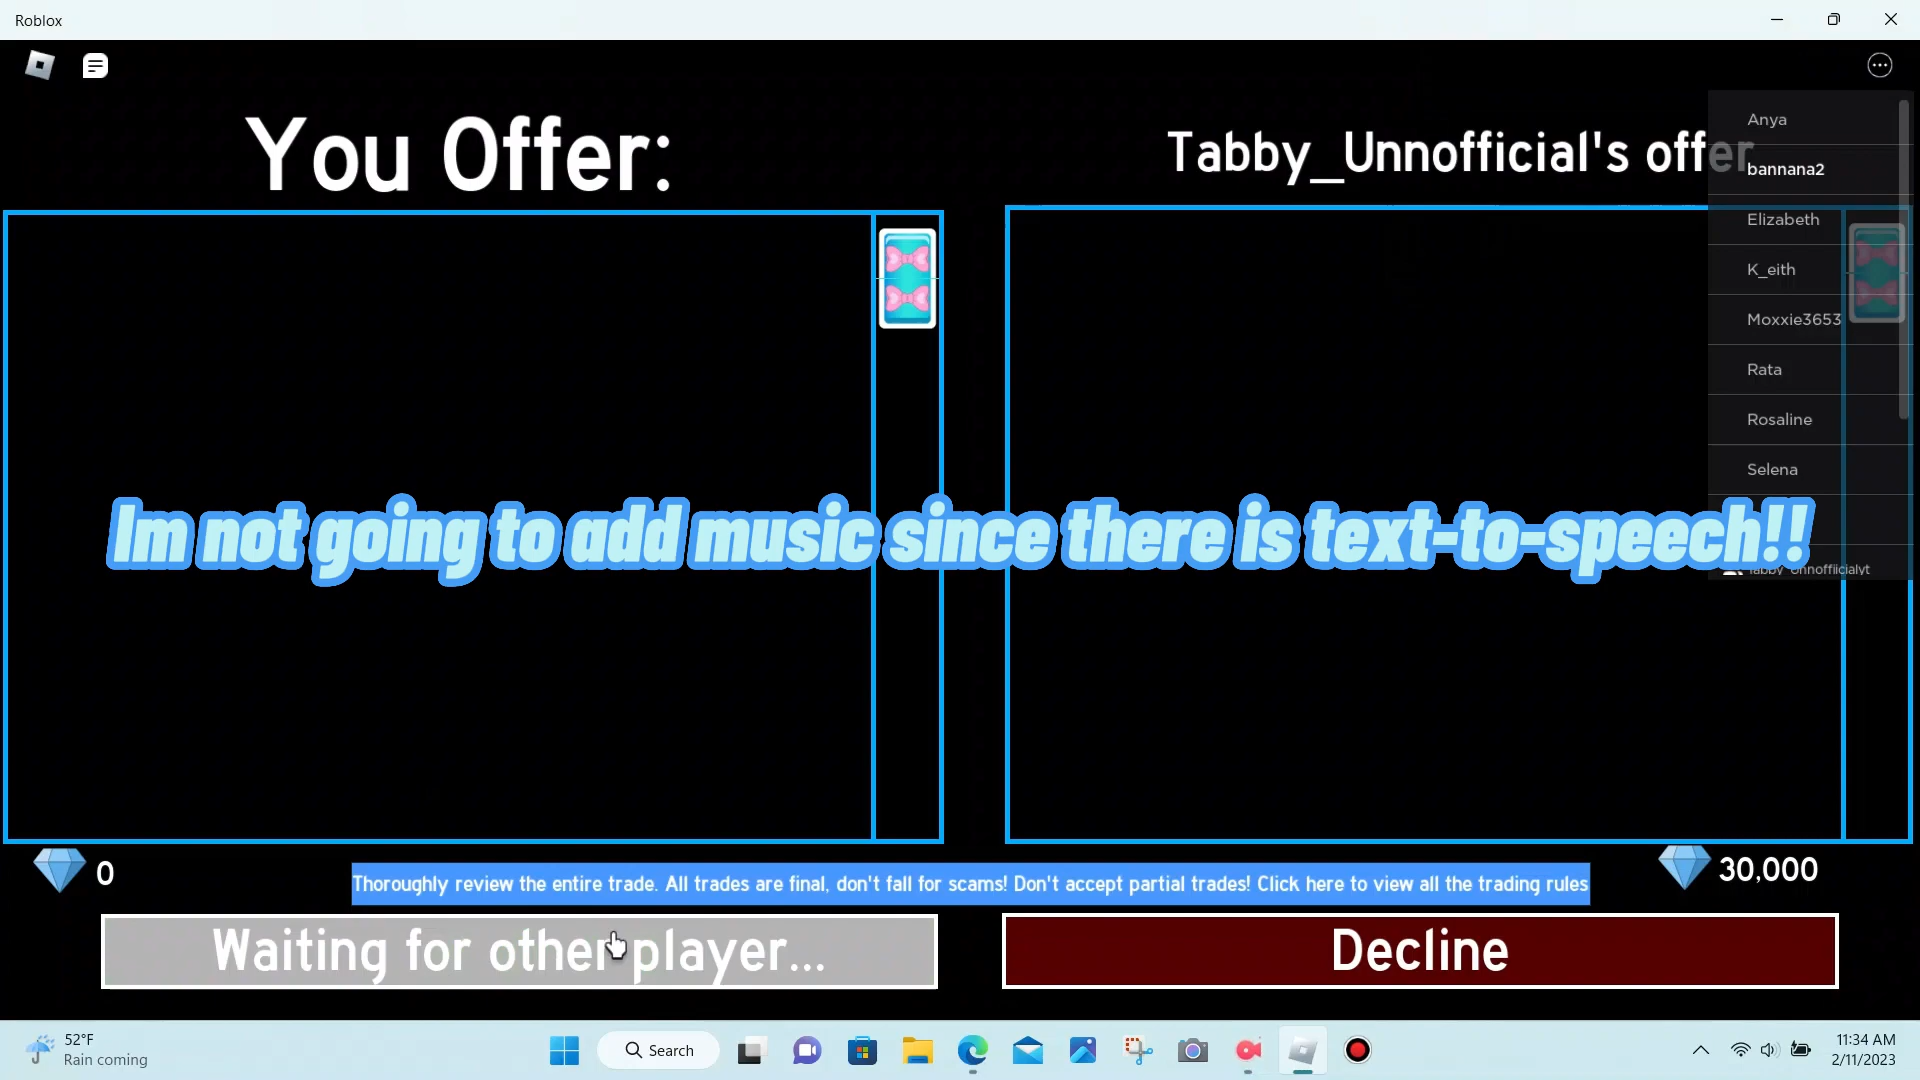 Roblox
You Offer:
Tabby_Unnofficial's offer
Anya
bannana2
Elizabeth
K_eith
Moxxie3653
Rata
Rosaline
Selena
Im not going to add music since there is text-to-speech!!
Tabby_Unnofficialyt
0
Thoroughly review the entire trade. All trades are final, don't fall for scams! Don't accept partial trades! Click here to view all the trading rules
30,000
Waiting for other player...
Decline
52°F
Rain coming
Search
11:34 AM
2/11/2023